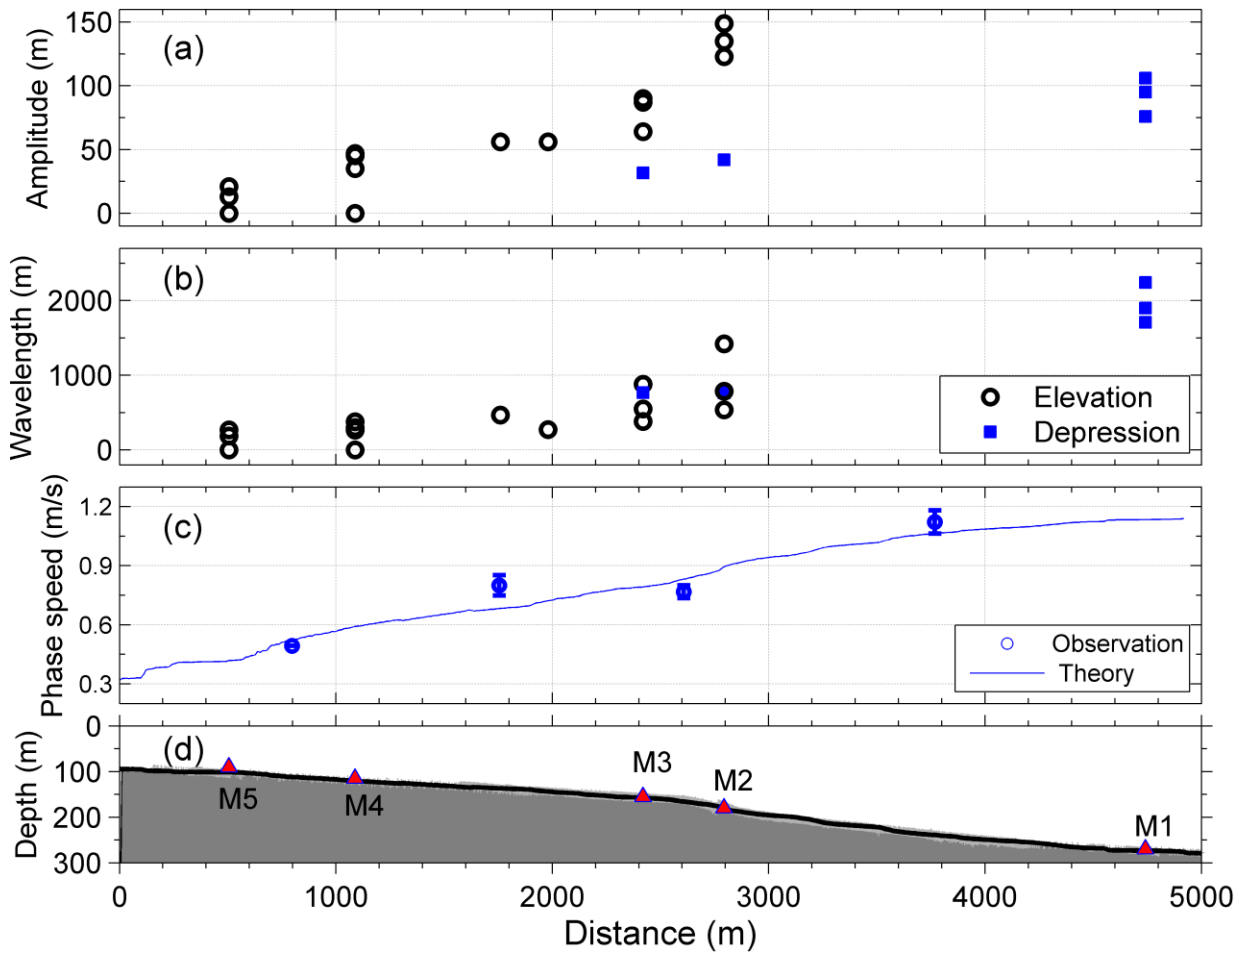 (a)
Amplitude (m)
150
100
50
0
(b)
Wavelength (m)
2000
1000
0
Elevation
Depression
(c)
Phase speed (m/s)
1.2
0.9
0.6
0.3
Observation
Theory
(d)
Depth (m)
0
100
200
300
M5
M4
M3
M2
M1
0 1000 2000 3000 4000 5000
Distance (m)